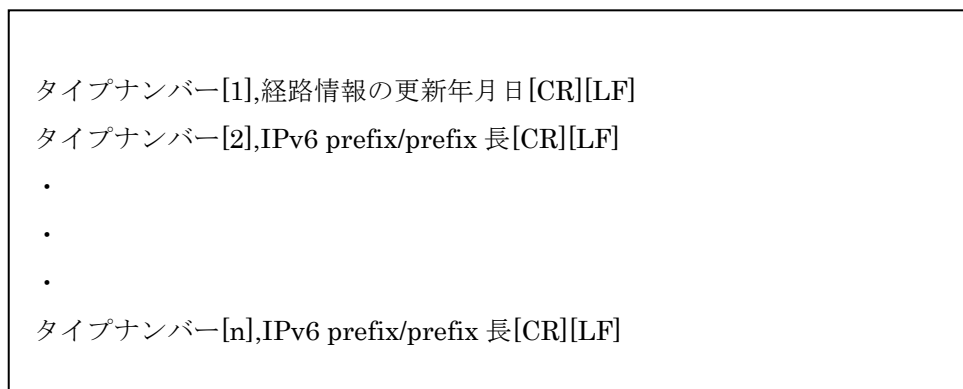 タイプナンバー[1],経路情報の更新年月日[CR][LF]
タイプナンバー[2],IPv6 prefix/prefix 長[CR][LF]
・
・
・
タイプナンバー[n],IPv6 prefix/prefix 長[CR][LF]